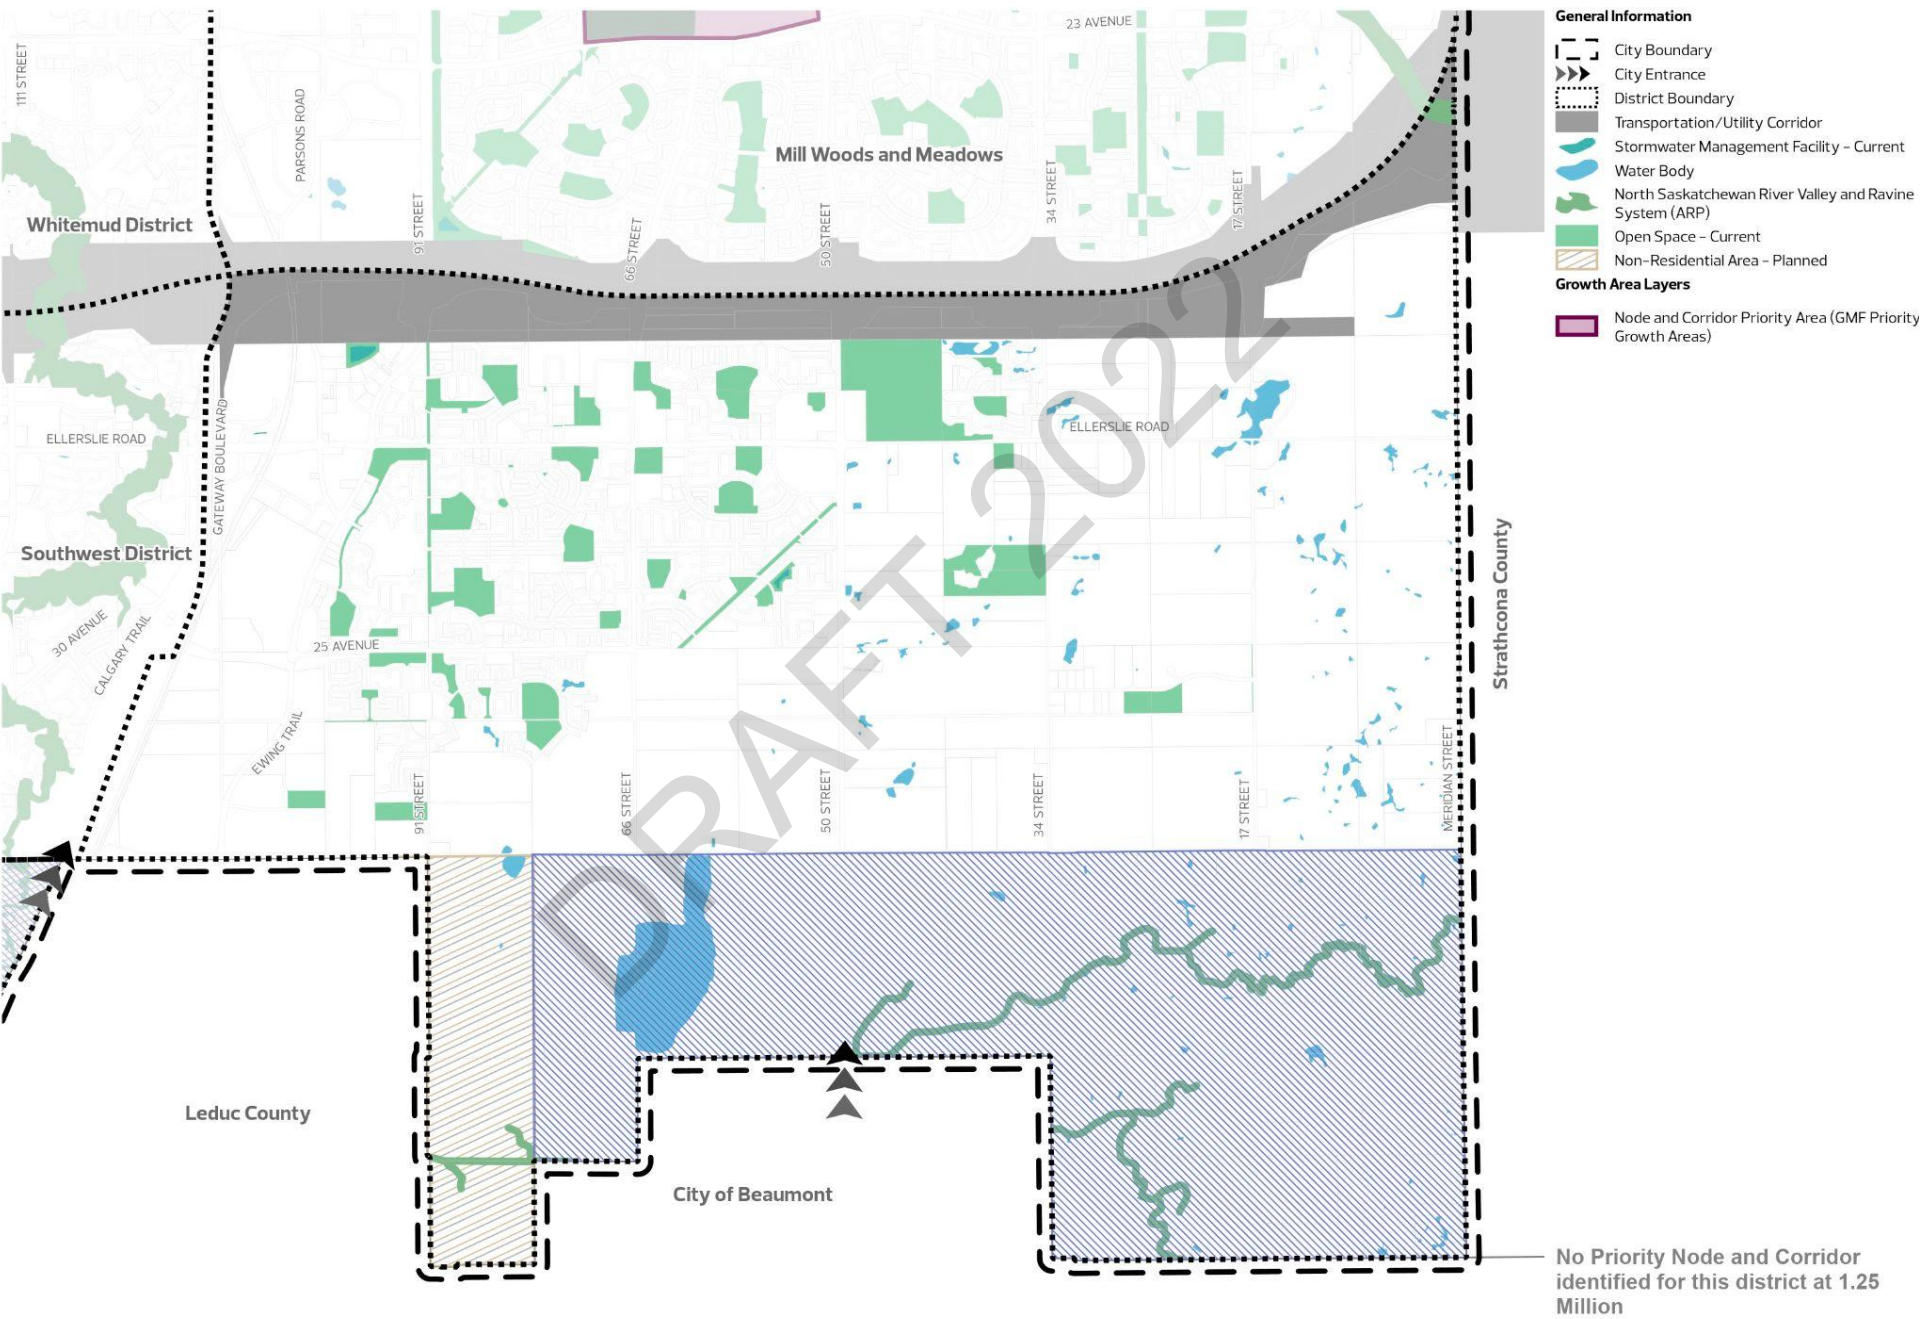 23 AVENUE
111 STREET
PARSONS ROAD
Mill Woods and Meadows
34 STREET
17 STREET
91 STREET
50 STREET
66 STREET
Whitemud District
ELLERSLIE ROAD
GATEWAY BOULEVARD
ELLERSLIE ROAD
Southwest District
30 AVENUE
CALGARY TRAIL
25 AVENUE
EWING TRAIL
Strathcona County
91 STREET
66 STREET
50 STREET
34 STREET
17 STREET
MERIDIAN STREET
DRAFT 2022
Leduc County
City of Beaumont
General Information
City Boundary
City Entrance
District Boundary
Transportation/Utility Corridor
Stormwater Management Facility - Current
Water Body
North Saskatchewan River Valley and Ravine
System (ARP)
Open Space - Current
Non-Residential Area - Planned
Growth Area Layers
Node and Corridor Priority Area (GMF Priority
Growth Areas)
No Priority Node and Corridor
identified for this district at 1.25
Million